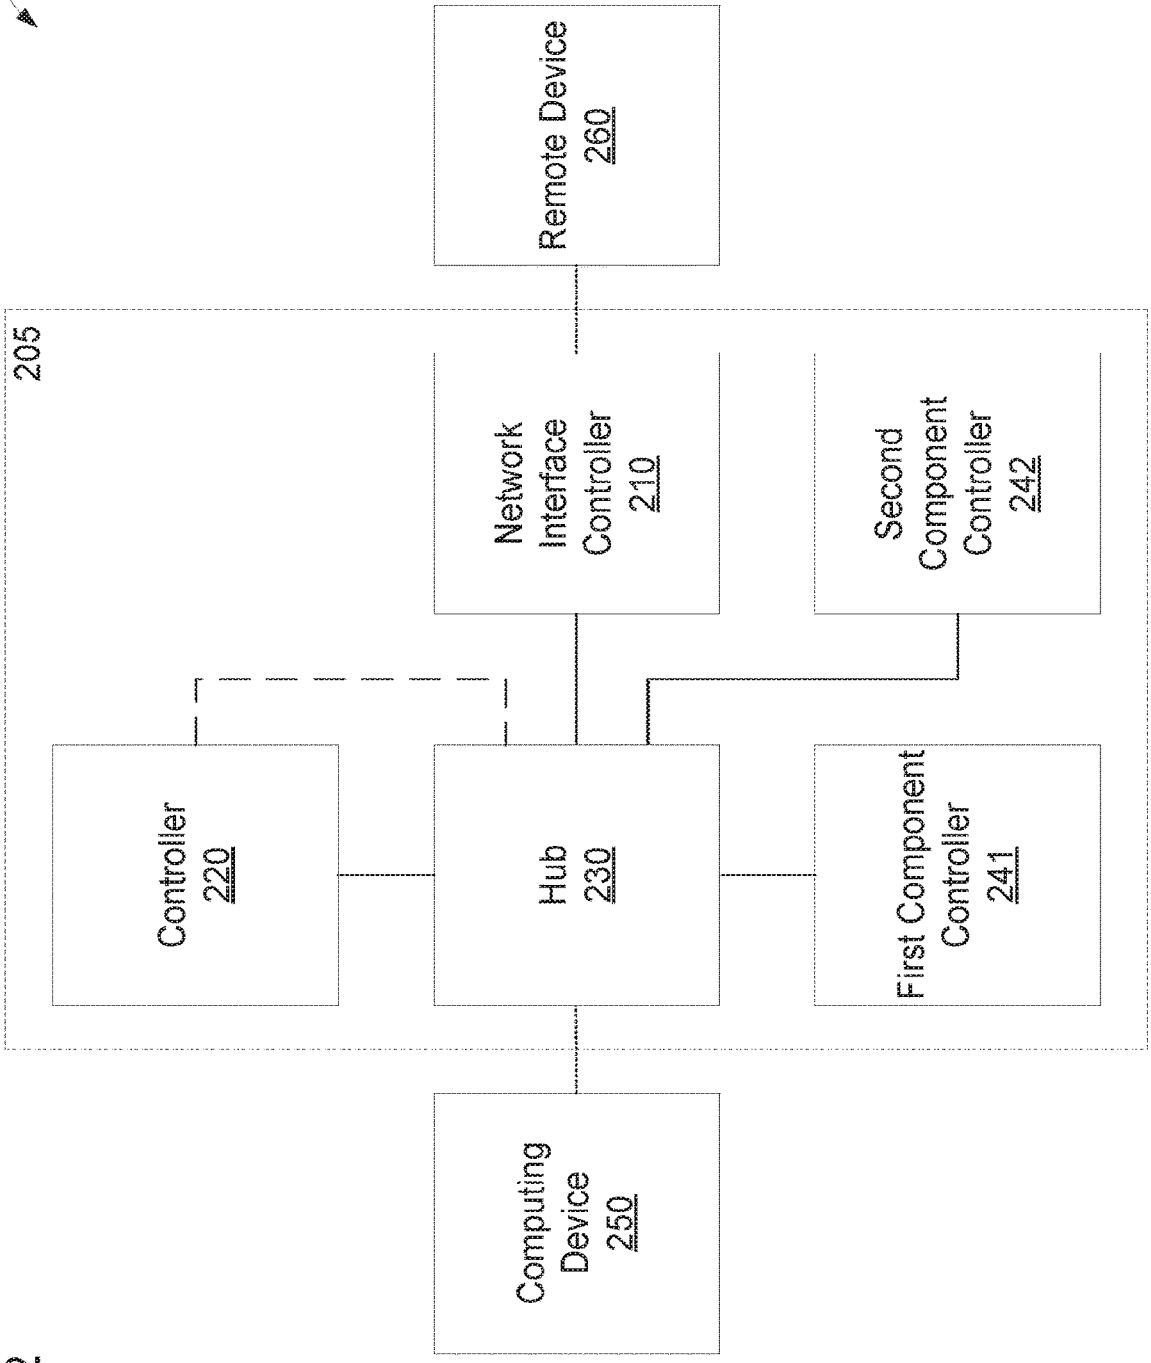 205
Controller
220
Computing
Device
250
Hub
230
Network
Interface
Controller
210
Remote Device
260
First Component
Controller
241
Second
Component
Controller
242